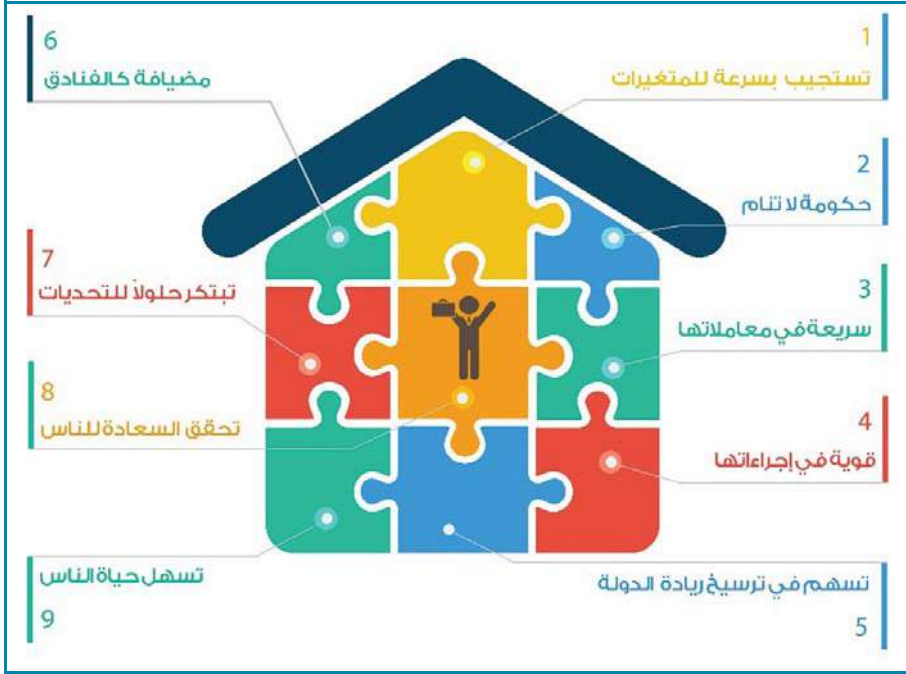 1
تستجيب بسرعة للمتغيرات
2
حكومة لا تنام
3
سريعة في معاملاتها
4
قوية في إجراءاتها
تسهم في ترسيخ ريادة الدولة
5
6
مضيافة كالفنادق
7
تبتكر حلولاً للتحديات
8
تحقق السعادة للناس
تسهل حياة الناس
9